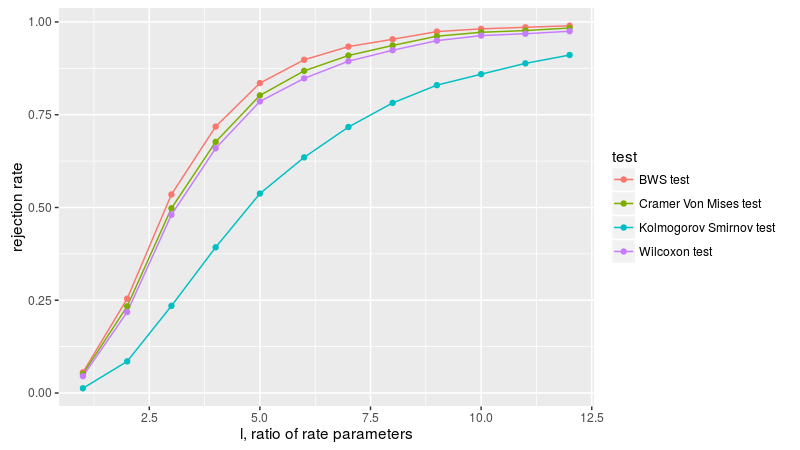 1.00
0.75
0.50
0.25
0.00
rejection rate
2.5 5.0 7.5 10.0 12.5
l, ratio of rate parameters
test
BWS test
Cramer Von Mises test
Kolmogorov Smirnov test
Wilcoxon test